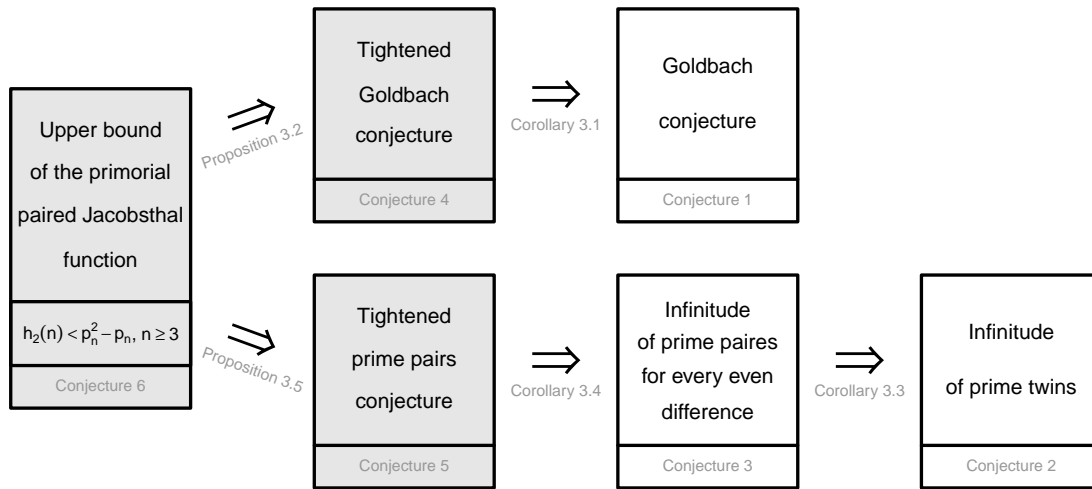 Upper bound
of the primorial
paired Jacobsthal
function
h₂(n) < pₙ² − pₙ, n ≥ 3
Conjecture 6
⇒
Proposition 3.2
Tightened
Goldbach
conjecture
Conjecture 4
⇒
Corollary 3.1
Goldbach
conjecture
Conjecture 1
⇒
Proposition 3.5
Tightened
prime pairs
conjecture
Conjecture 5
⇒
Corollary 3.4
Infinitude
of prime paires
for every even
difference
Conjecture 3
⇒
Corollary 3.3
Infinitude
of prime twins
Conjecture 2